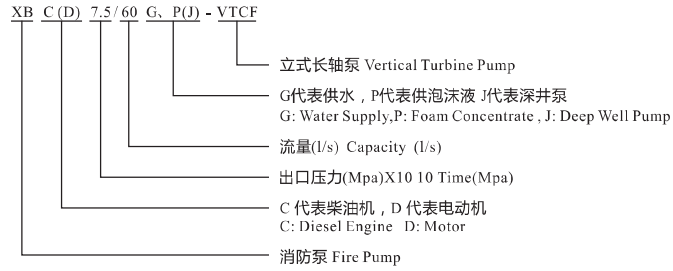 XB C(D) 7.5/60 G、P(J)-VTCF
立式长轴泵 Vertical Turbine Pump
G代表供水，P代表供泡沫液 J代表深井泵
G: Water Supply,P: Foam Concentrate , J: Deep Well Pump
流量(l/s) Capacity (l/s)
出口压力(Mpa)X10 10 Time(Mpa)
C 代表柴油机，D 代表电动机
C: Diesel Engine D: Motor
消防泵 Fire Pump